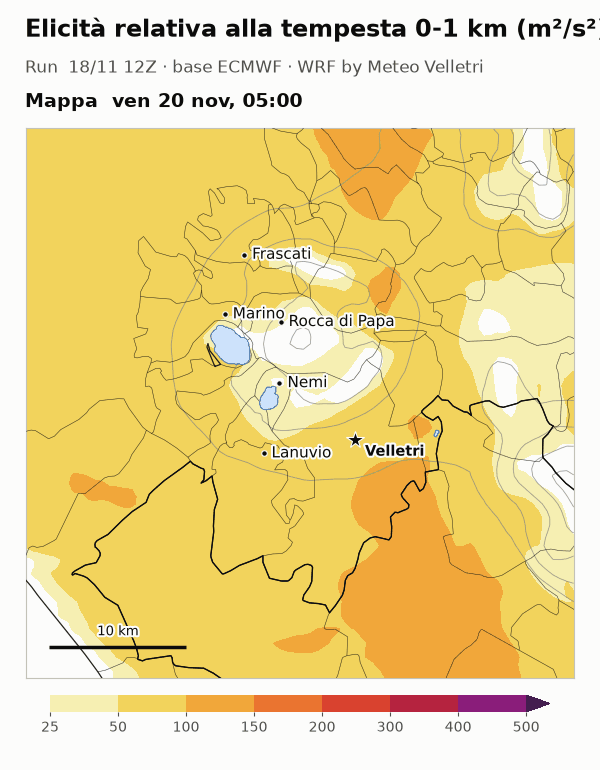 Elicità relativa alla tempesta 0-1 km (m²/s²)
Run 18/11 12Z · base ECMWF · WRF by Meteo Velletri
Mappa ven 20 nov, 05:00
Frascati
Marino
Rocca di Papa
Nemi
Velletri
Lanuvio
10 km
25 50 100 150 200 300 400 500